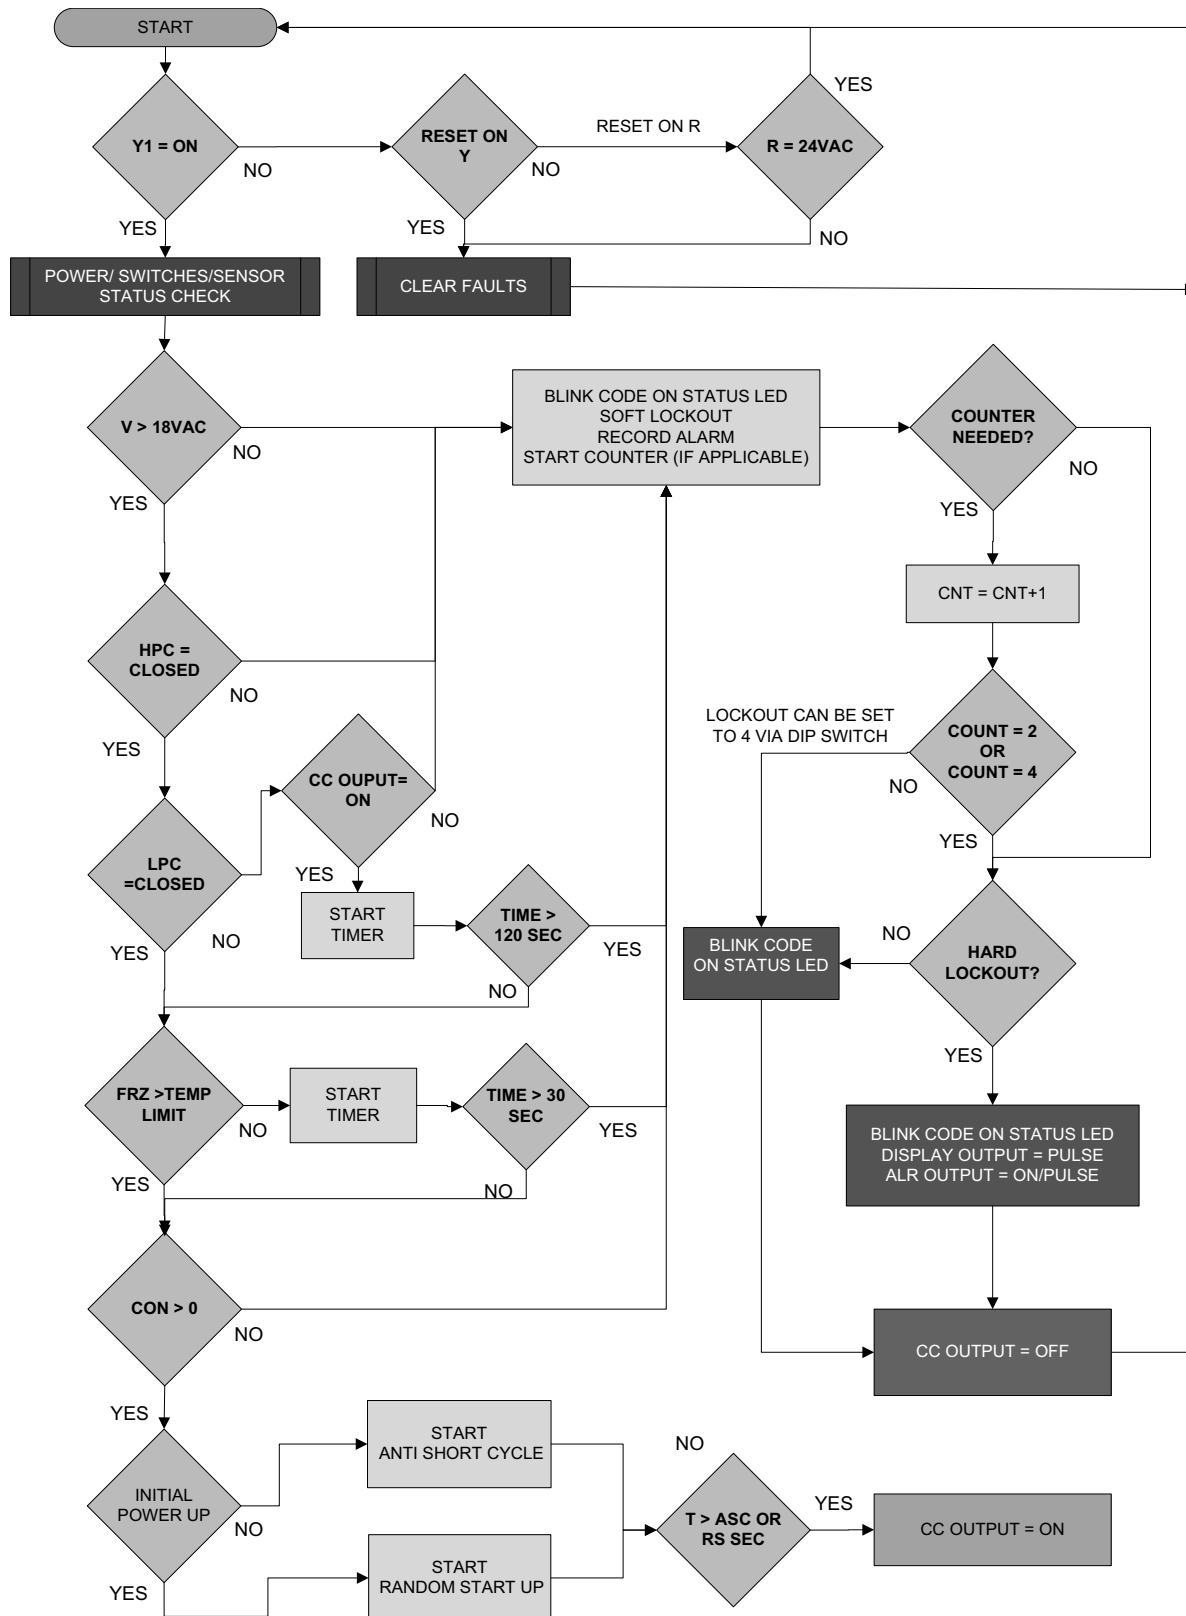 START
YES
Y1 = ON
NO
RESET ON
Y
NO
RESET ON R
R = 24VAC
YES
YES
NO
POWER/ SWITCHES/SENSOR
STATUS CHECK
CLEAR FAULTS
V > 18VAC
NO
BLINK CODE ON STATUS LED
SOFT LOCKOUT
RECORD ALARM
START COUNTER (IF APPLICABLE)
COUNTER
NEEDED?
NO
YES
YES
CNT = CNT+1
HPC =
CLOSED
NO
YES
LOCKOUT CAN BE SET
TO 4 VIA DIP SWITCH
COUNT = 2
OR
COUNT = 4
NO
YES
CC OUPUT=
ON
NO
YES
LPC
=CLOSED
NO
YES
START
TIMER
TIME >
120 SEC
YES
NO
BLINK CODE
ON STATUS LED
NO
HARD
LOCKOUT?
YES
FRZ >TEMP
LIMIT
NO
YES
START
TIMER
TIME > 30
SEC
YES
NO
BLINK CODE ON STATUS LED
DISPLAY OUTPUT = PULSE
ALR OUTPUT = ON/PULSE
CON > 0
NO
YES
CC OUTPUT = OFF
START
ANTI SHORT CYCLE
NO
INITIAL
POWER UP
NO
YES
T > ASC OR
RS SEC
YES
CC OUTPUT = ON
START
RANDOM START UP